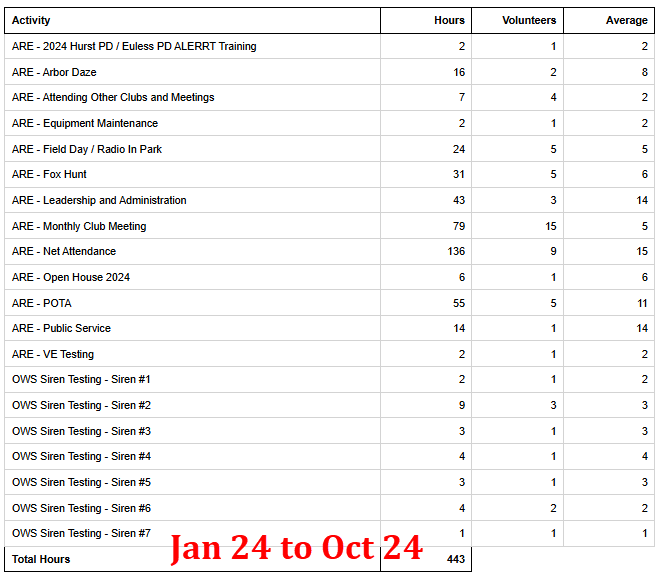 Activity Hours Volunteers Average
ARE - 2024 Hurst PD / Euless PD ALERRT Training 2 1 2
ARE - Arbor Daze 16 2 8
ARE - Attending Other Clubs and Meetings 7 4 2
ARE - Equipment Maintenance 2 1 2
ARE - Field Day / Radio In Park 24 5 5
ARE - Fox Hunt 31 5 6
ARE - Leadership and Administration 43 3 14
ARE - Monthly Club Meeting 79 15 5
ARE - Net Attendance 136 9 15
ARE - Open House 2024 6 1 6
ARE - POTA 55 5 11
ARE - Public Service 14 1 14
ARE - VE Testing 2 1 2
OWS Siren Testing - Siren #1 2 1 2
OWS Siren Testing - Siren #2 9 3 3
OWS Siren Testing - Siren #3 3 1 3
OWS Siren Testing - Siren #4 4 1 4
OWS Siren Testing - Siren #5 3 1 3
OWS Siren Testing - Siren #6 4 2 2
OWS Siren Testing - Siren #7 1 1 1
Jan 24 to Oct 24
Total Hours 443